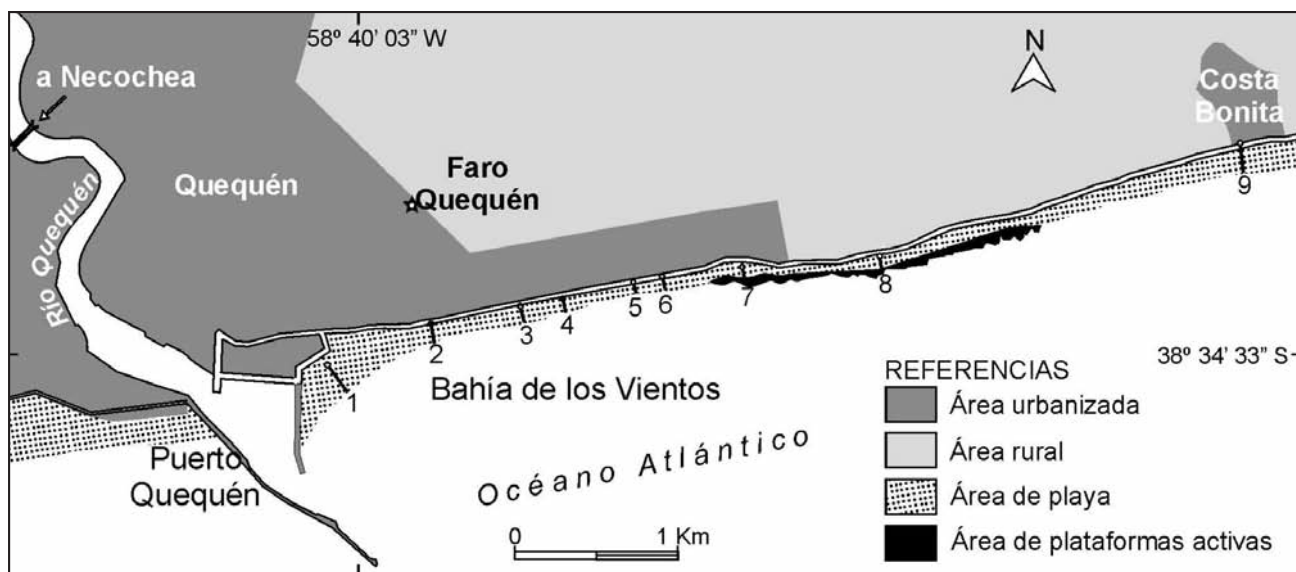 58º 40' 03" W
a Necochea
N
Costa
Bonita
Quequén
Faro
Quequén
Río Quequén
9
8
7
6
5
4
3
2
1
38º 34' 33" S
Bahía de los Vientos
Océano Atlántico
Puerto
Quequén
0 1 Km
REFERENCIAS
Área urbanizada
Área rural
Área de playa
Área de plataformas activas